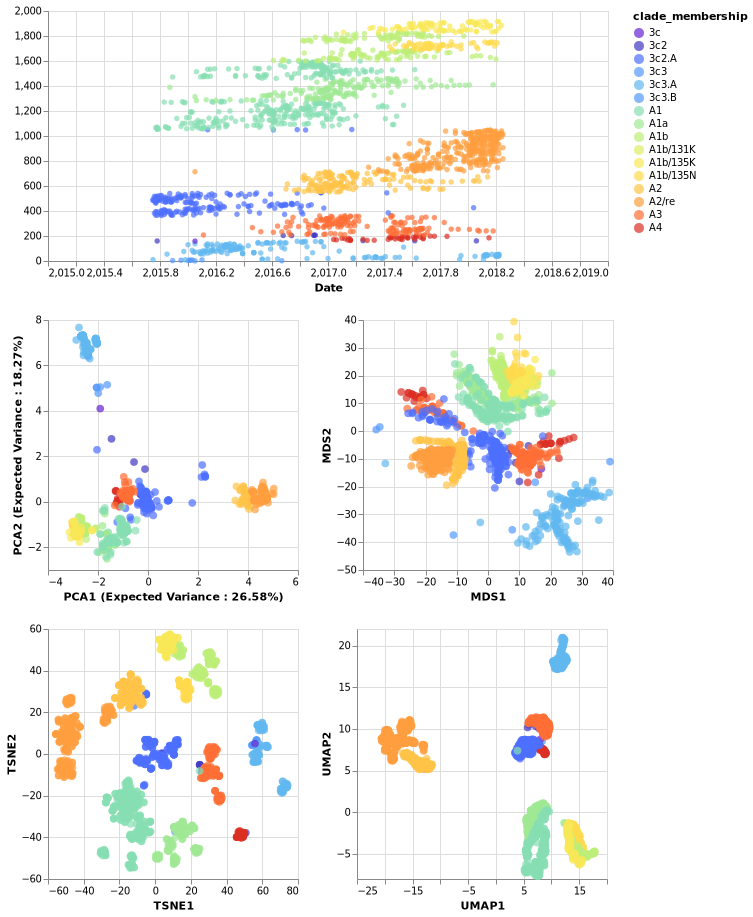 clade_membership
3c
3c2
3c2.A
3c3
3c3.A
3c3.B
A1
A1a
A1b
A1b/131K
A1b/135K
A1b/135N
A2
A2/re
A3
A4
2,000
1,800
1,600
1,400
1,200
1,000
800
600
400
200
0
2,015.0 2,015.4 2,015.8 2,016.2 2,016.6 2,017.0 2,017.4 2,017.8 2,018.2 2,018.6 2,019.0
Date
PCA2 (Expected Variance : 18.27%)
8
6
4
2
0
−2
−4 −2 0 2 4 6
PCA1 (Expected Variance : 26.58%)
MDS2
40
30
20
10
0
−10
−20
−30
−40
−50
−40 −30 −20 −10 0 10 20 30 40
MDS1
TSNE2
60
40
20
0
−20
−40
−60
−60 −40 −20 0 20 40 60 80
TSNE1
UMAP2
20
15
10
5
0
−5
−25 −15 −5 5 15
UMAP1